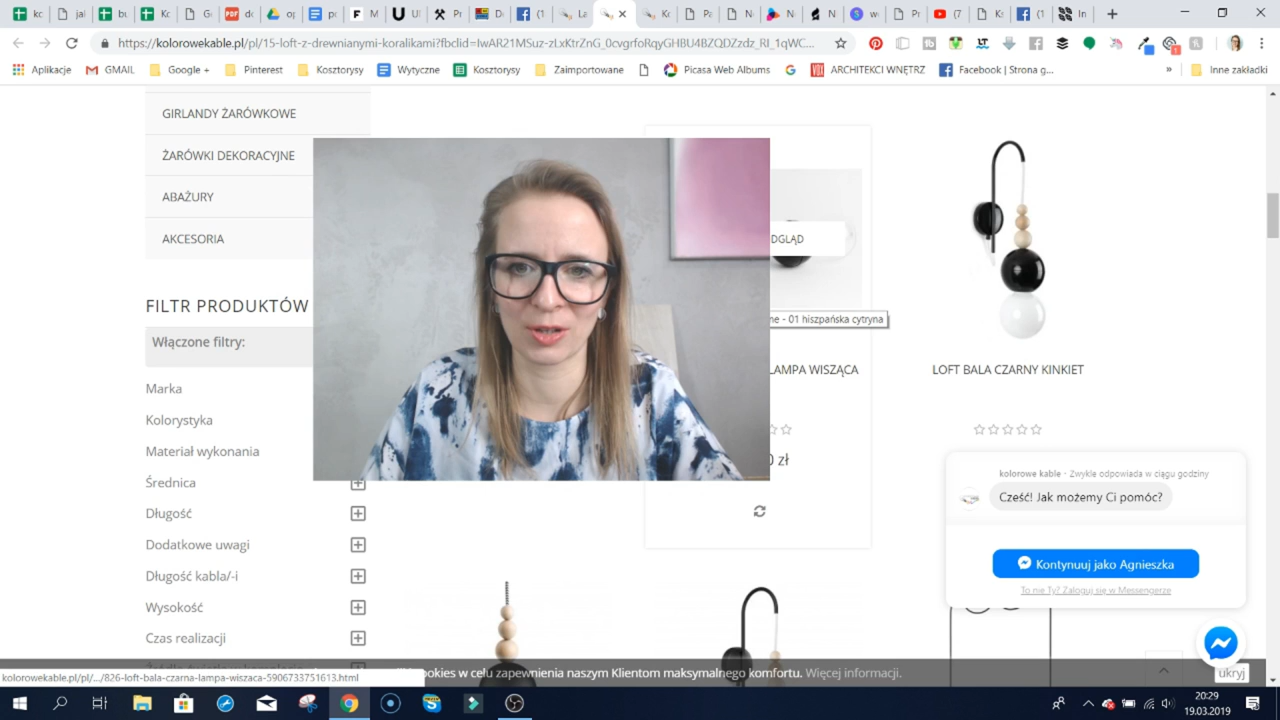 https://kolorowekable.pl/pl/15-loft-z-drewnianymi-koralikami?fbclid=IwAR21MSuz-zLxKtrZnG_0cvgrfoRqyGHBU4BZQDZzdz_RI_1qWC...
Aplikacje
GMAIL
Google +
Pinterest
Kosztorysy
Wytyczne
Kosztorysy
Zaimportowane
Picasa Web Albums
ARCHITEKCI WNĘTRZ
Facebook | Strona g...
»
Inne zakładki
GIRLANDY ŻARÓWKOWE
ŻARÓWKI DEKORACYJNE
ABAŻURY
AKCESORIA
FILTR PRODUKTÓW
Włączone filtry:
Marka
Kolorystyka
Materiał wykonania
Średnica
Długość
Dodatkowe uwagi
Długość kabla/-i
Wysokość
Czas realizacji
DGLĄD
ne - 01 hiszpańska cytryna
LAMPA WISZĄCA
zł
LOFT BALA CZARNY KINKIET
kolorowe kable - Zwykle odpowiada w ciągu godziny
Cześć! Jak możemy Ci pomóc?
Kontynuuj jako Agnieszka
To nie Ty? Zaloguj się w Messengerze
ukryj
cookies w celu zapewnienia naszym Klientom maksymalnego komfortu. Więcej informacji.
kolorowekable.pl/pl/.../826-loft-bala-czarna-lampa-wiszaca-5906733751613.html
20:29
19.03.2019